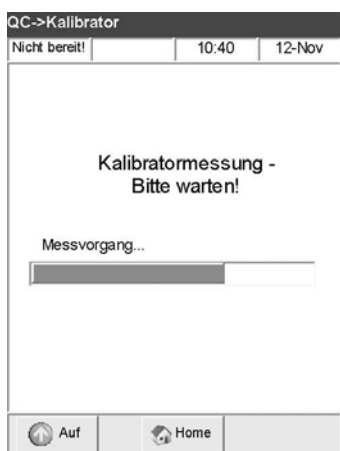 QC->Kalibrator
Nicht bereit! 10:40 12-Nov
Kalibratormessung -
Bitte warten!
Messvorgang...
Auf Home